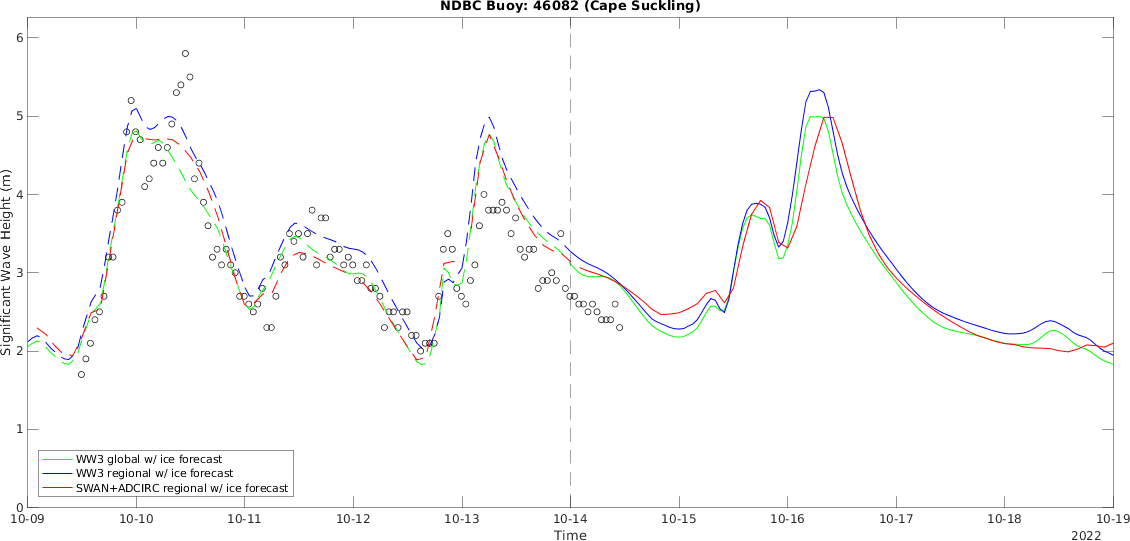 NDBC Buoy: 46082 (Cape Suckling)
6
5
4
3
2
1
0
Significant Wave Height (m)
WW3 global w/ ice forecast
WW3 regional w/ ice forecast
SWAN+ADCIRC regional w/ ice forecast
10-09 10-10 10-11 10-12 10-13 10-14 10-15 10-16 10-17 10-18 10-19
Time
2022